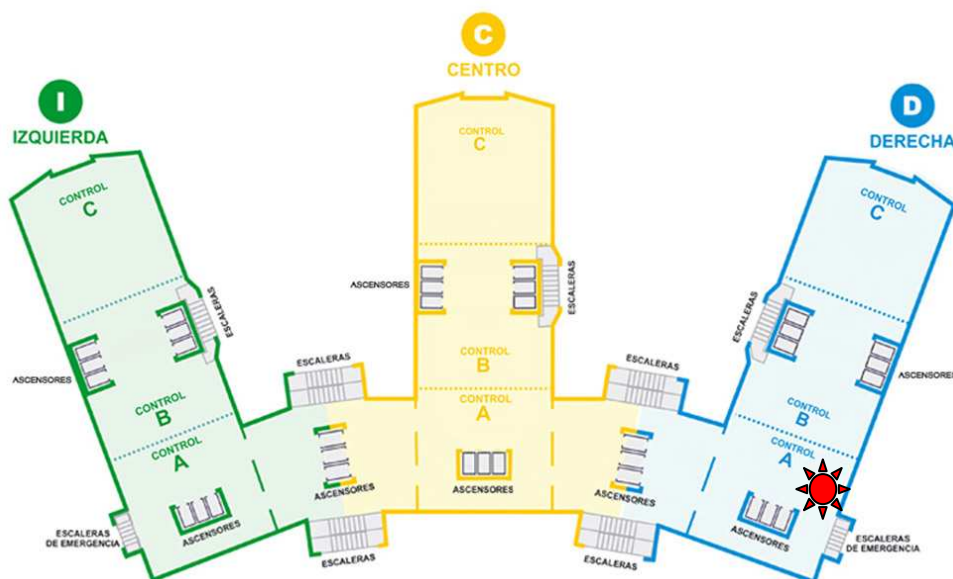 C
CENTRO
I
IZQUIERDA
D
DERECHA
CONTROL
C
CONTROL
C
CONTROL
C
ASCENSORES
ESCALERAS
ESCALERAS
ESCALERAS
ASCENSORES
ASCENSORES
ESCALERAS
ESCALERAS
CONTROL
B
CONTROL
B
CONTROL
B
CONTROL
A
CONTROL
A
CONTROL
A
ASCENSORES
ASCENSORES
ASCENSORES
ASCENSORES
ASCENSORES
ESCALERAS
DE EMERGENCIA
ESCALERAS
DE EMERGENCIA
ESCALERAS
ESCALERAS